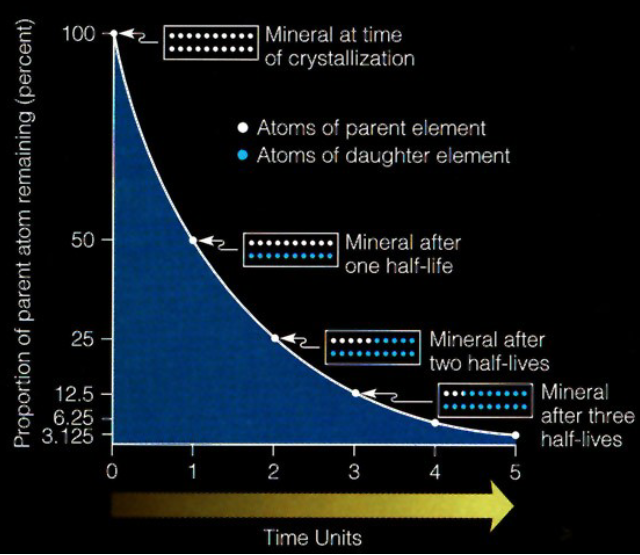 Proportion of parent atom remaining (percent)
100
50
25
12.5
6.25
3.125
Mineral at time
of crystallization
Atoms of parent element
Atoms of daughter element
Mineral after
one half-life
Mineral after
two half-lives
Mineral
after three
half-lives
0 1 2 3 4 5
Time Units